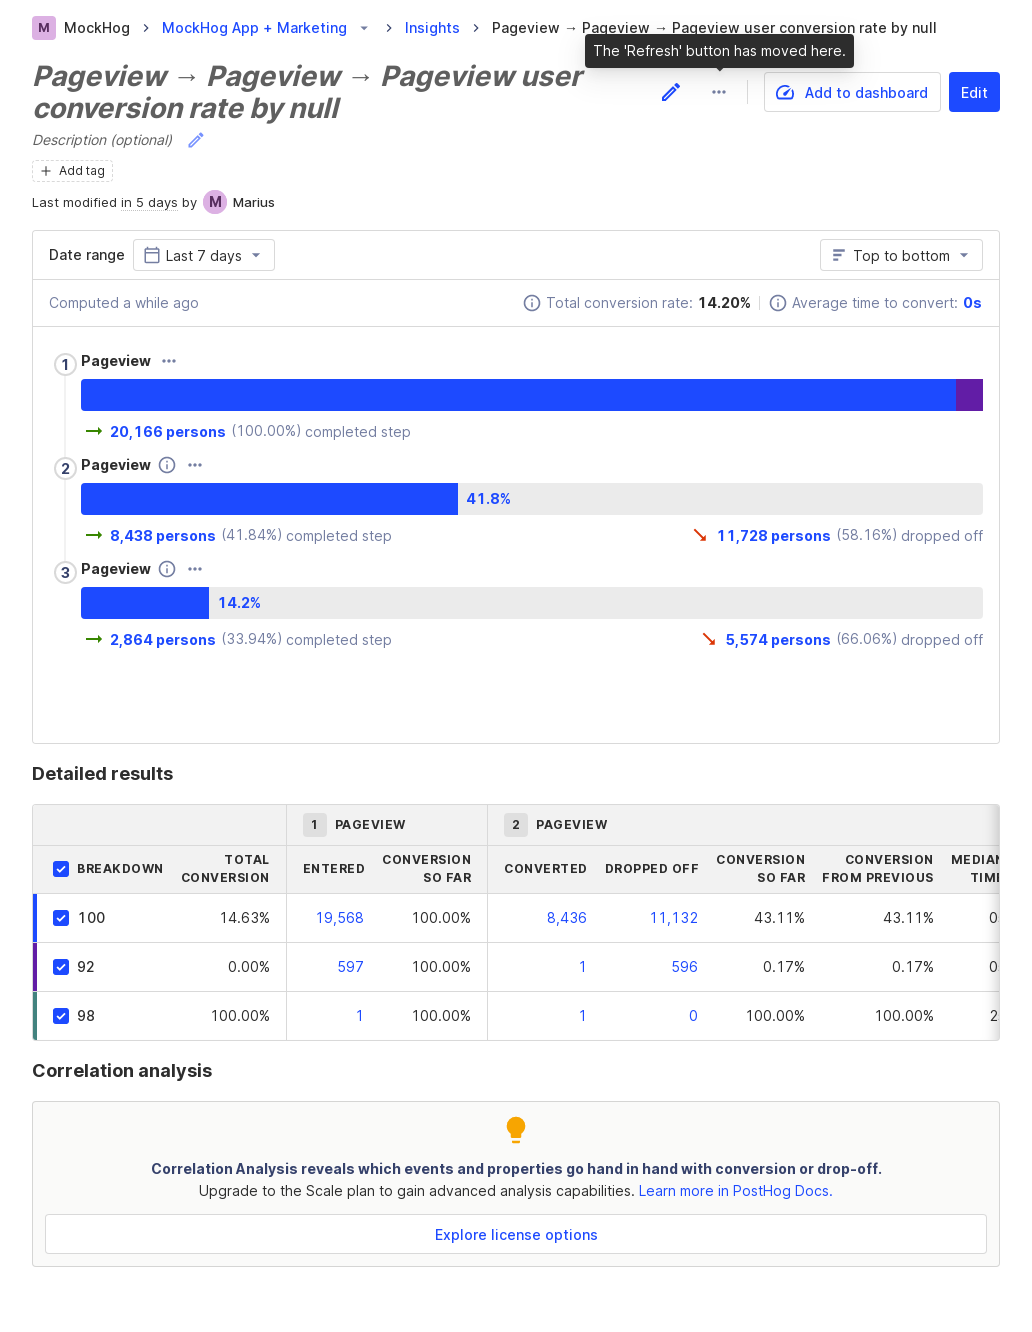 M MockHog > MockHog App + Marketing > Insights > Pageview → Pageview → Pageview user conversion rate by null
The 'Refresh' button has moved here.
Pageview → Pageview → Pageview user
conversion rate by null
Add to dashboard
Edit
Description (optional)
+ Add tag
Last modified in 5 days by M Marius
Date range Last 7 days
Top to bottom
Computed a while ago
Total conversion rate: 14.20%
Average time to convert: 0s
1 Pageview
→ 20,166 persons (100.00%) completed step
2 Pageview
41.8%
→ 8,438 persons (41.84%) completed step
11,728 persons (58.16%) dropped off
3 Pageview
14.2%
→ 2,864 persons (33.94%) completed step
5,574 persons (66.06%) dropped off
Detailed results
1 PAGEVIEW 2 PAGEVIEW
BREAKDOWN TOTAL CONVERSION ENTERED CONVERSION SO FAR CONVERTED DROPPED OFF CONVERSION SO FAR CONVERSION FROM PREVIOUS MEDIAN
100 14.63% 19,568 100.00% 8,436 11,132 43.11% 43.11% 0
92 0.00% 597 100.00% 1 596 0.17% 0.17% 0
98 100.00% 1 100.00% 1 0 100.00% 100.00% 2
Correlation analysis
Correlation Analysis reveals which events and properties go hand in hand with conversion or drop-off.
Upgrade to the Scale plan to gain advanced analysis capabilities. Learn more in PostHog Docs.
Explore license options